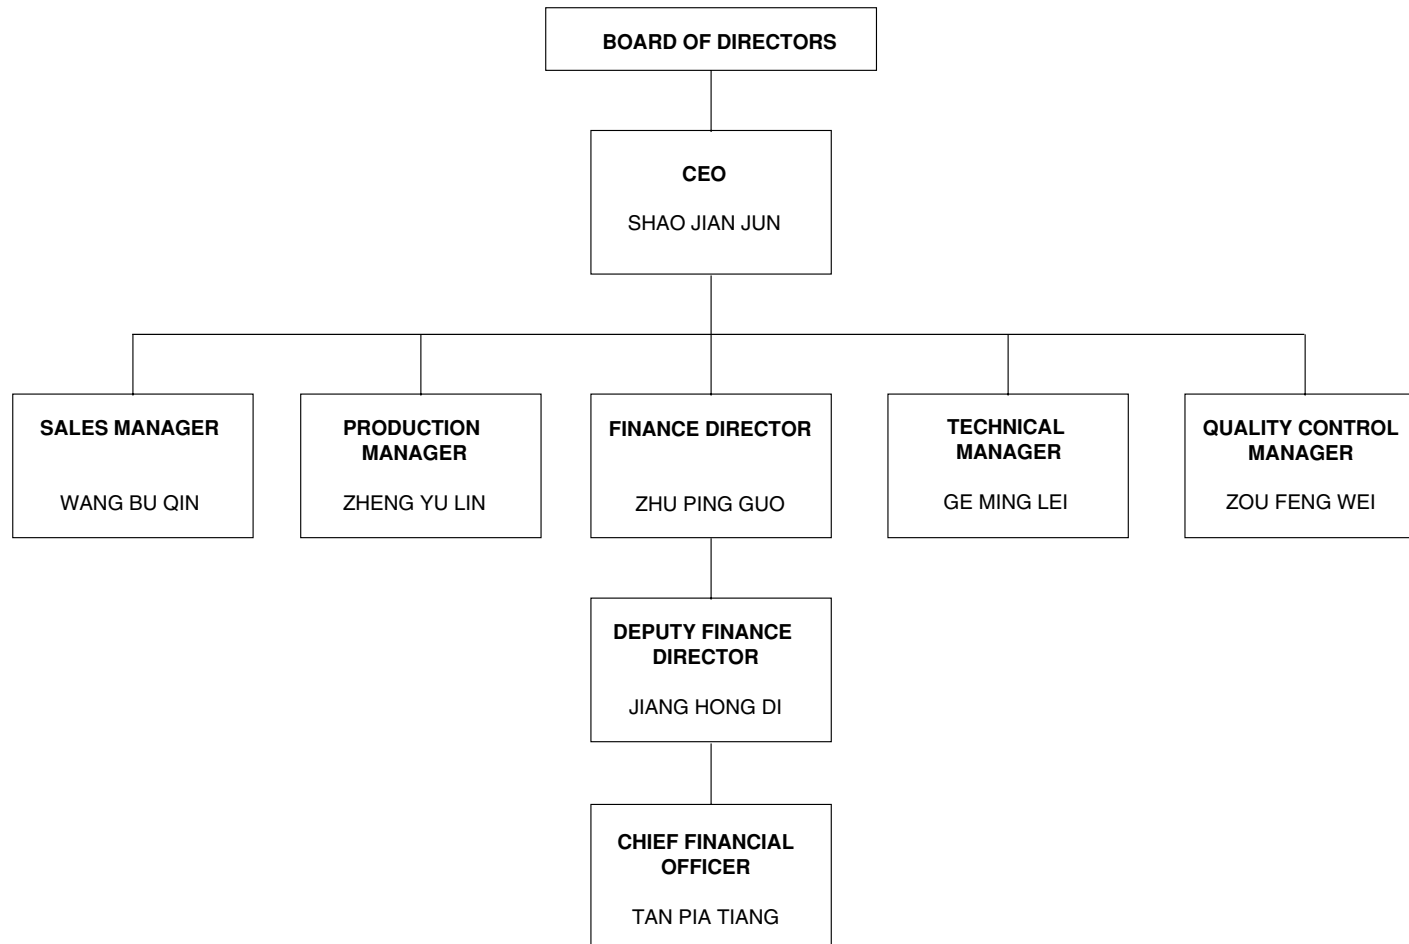 BOARD OF DIRECTORS
CEO
SHAO JIAN JUN
SALES MANAGER
WANG BU QIN
PRODUCTION
MANAGER
ZHENG YU LIN
FINANCE DIRECTOR
ZHU PING GUO
TECHNICAL
MANAGER
GE MING LEI
QUALITY CONTROL
MANAGER
ZOU FENG WEI
DEPUTY FINANCE
DIRECTOR
JIANG HONG DI
CHIEF FINANCIAL
OFFICER
TAN PIA TIANG